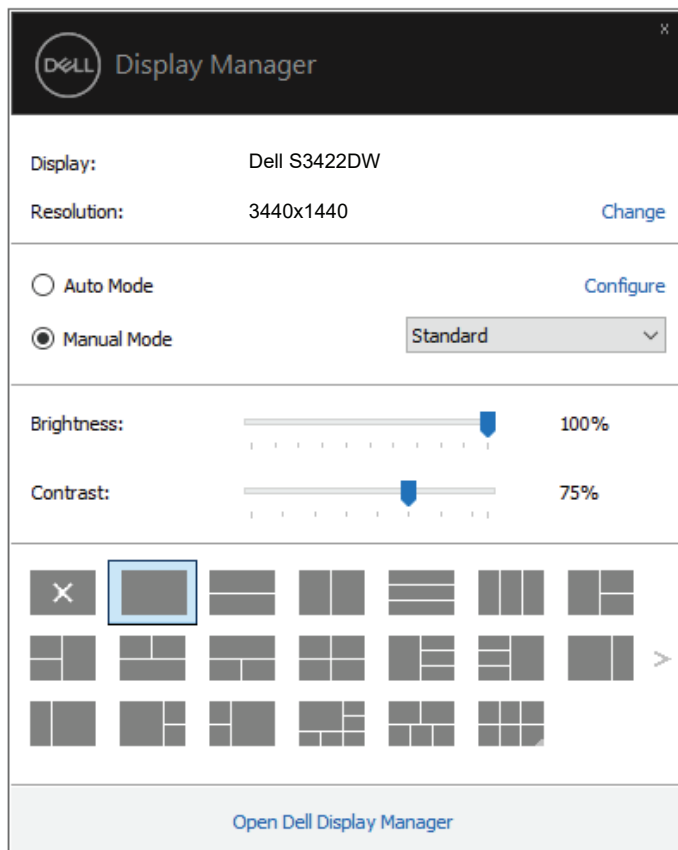 x
DELL Display Manager
Display: Dell S3422DW
Resolution: 3440x1440 Change
Auto Mode Configure
Manual Mode Standard
Brightness: 100%
Contrast: 75%
Open Dell Display Manager